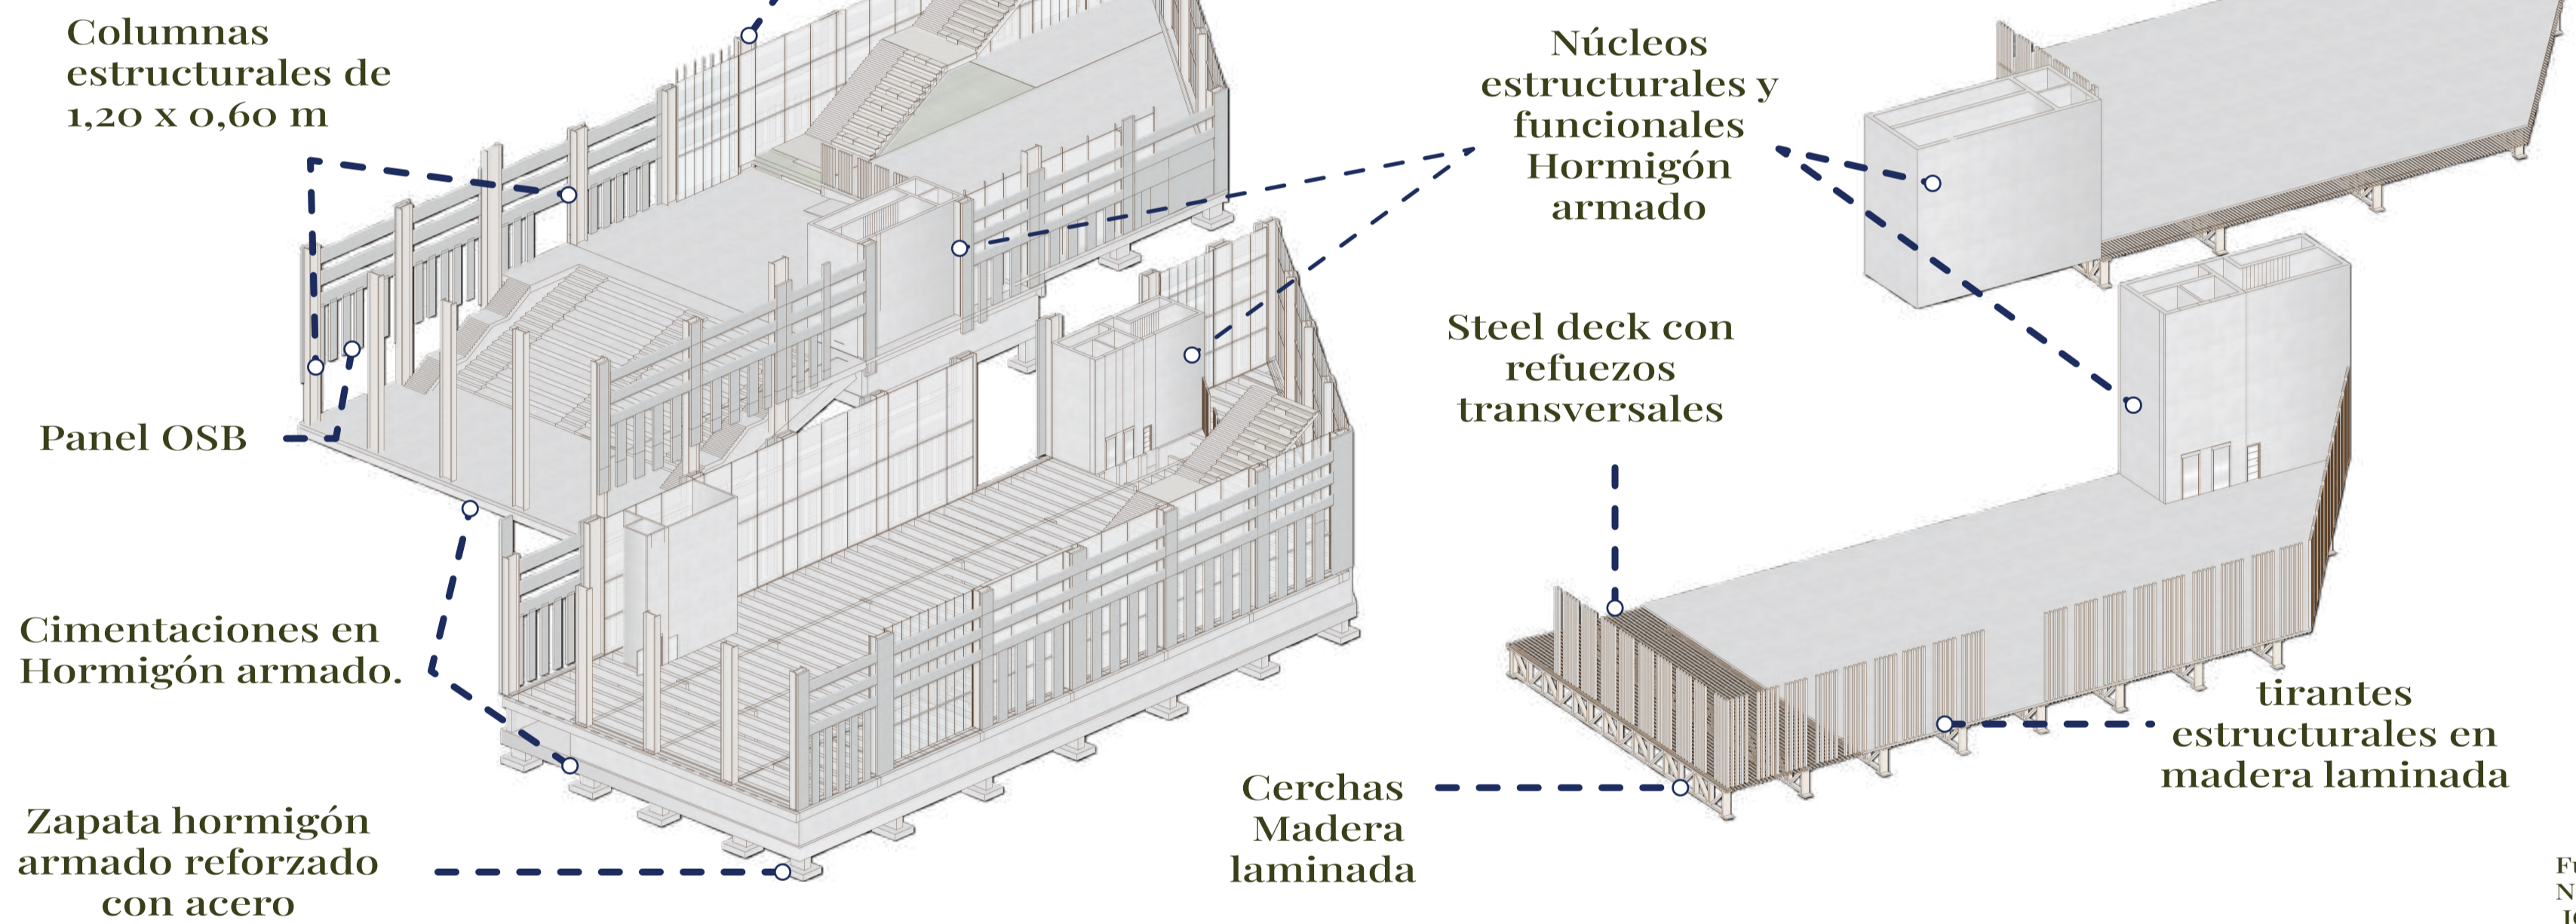 Columnas
estructurales de
1,20 x 0,60 m
Panel OSB
Cimentaciones en
Hormigón armado.
Zapata hormigón
armado reforzado
con acero
Núcleos
estructurales y
funcionales
Hormigón
armado
Steel deck con
refuezos
transversales
Cerchas
Madera
laminada
tirantes
estructurales en
madera laminada